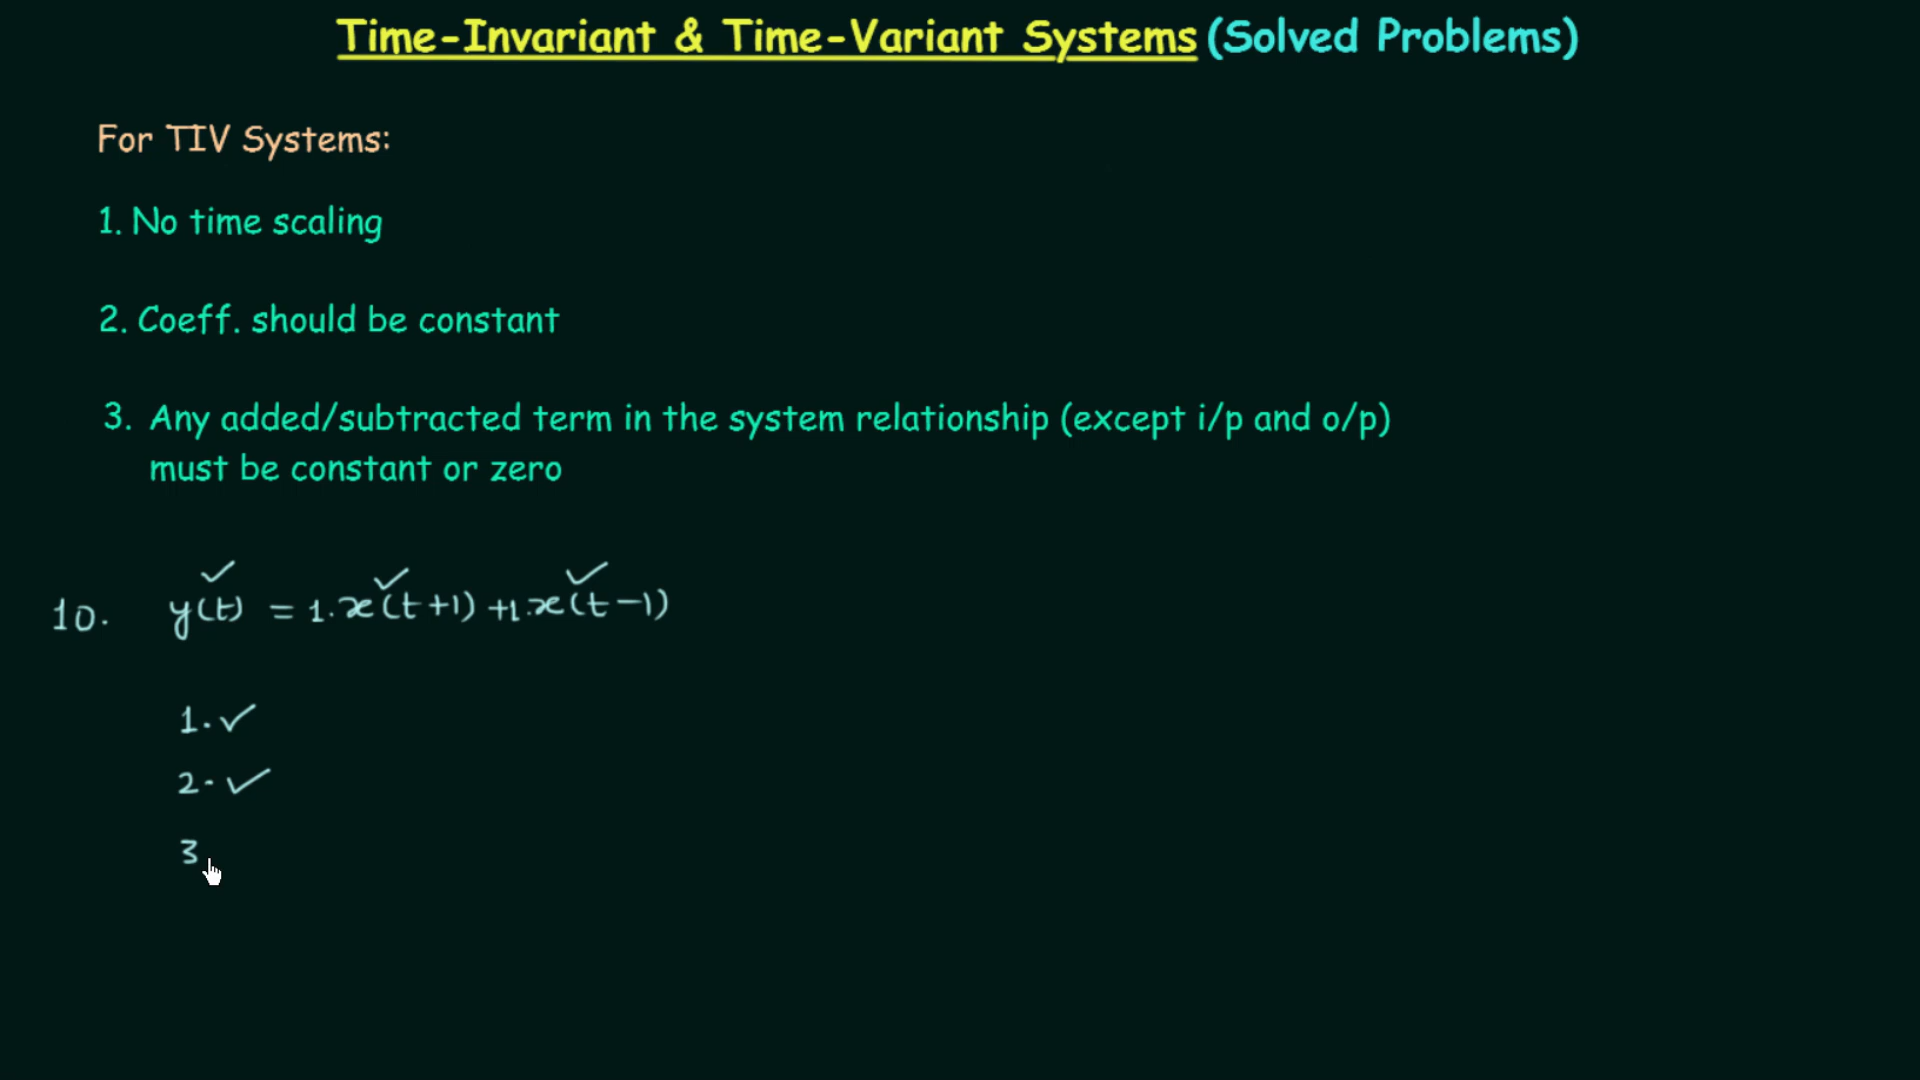 Time-Invariant & Time-Variant Systems (Solved Problems)
For TIV Systems:
1. No time scaling
2. Coeff. should be constant
3. Any added/subtracted term in the system relationship (except i/p and o/p)
must be constant or zero
10. y(t) = 1.x(t+1) +1.x(t-1)
1. ✓
2. ✓
3